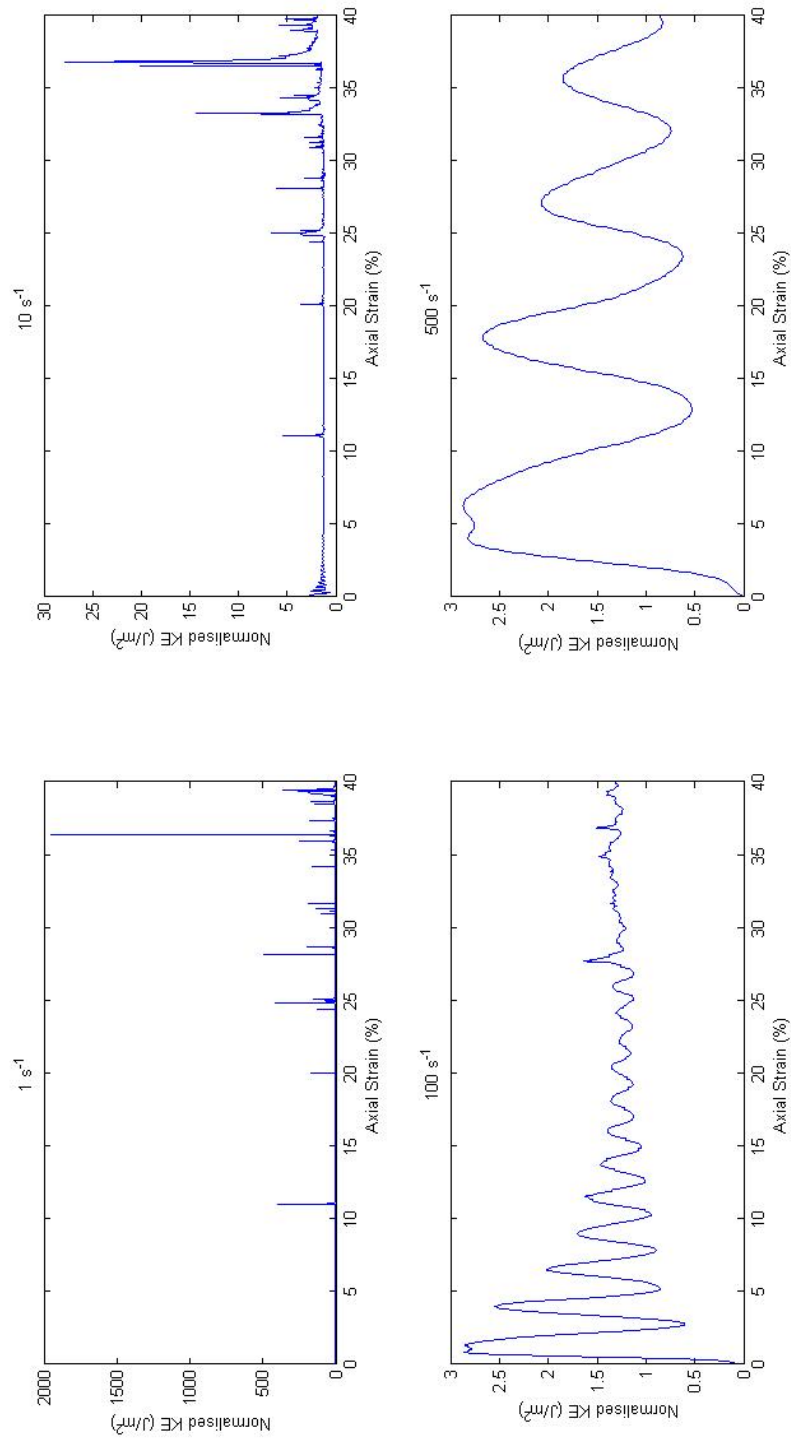 1 s⁻¹
Normalised KE (J/m²)
2000
1500
1000
500
0
0 5 10 15 20 25 30 35 40
Axial Strain (%)
10 s⁻¹
Normalised KE (J/m²)
30
25
20
15
10
5
0
0 5 10 15 20 25 30 35 40
Axial Strain (%)
100 s⁻¹
Normalised KE (J/m²)
3
2.5
2
1.5
1
0.5
0
0 5 10 15 20 25 30 35 40
Axial Strain (%)
500 s⁻¹
Normalised KE (J/m²)
3
2.5
2
1.5
1
0.5
0
0 5 10 15 20 25 30 35 40
Axial Strain (%)